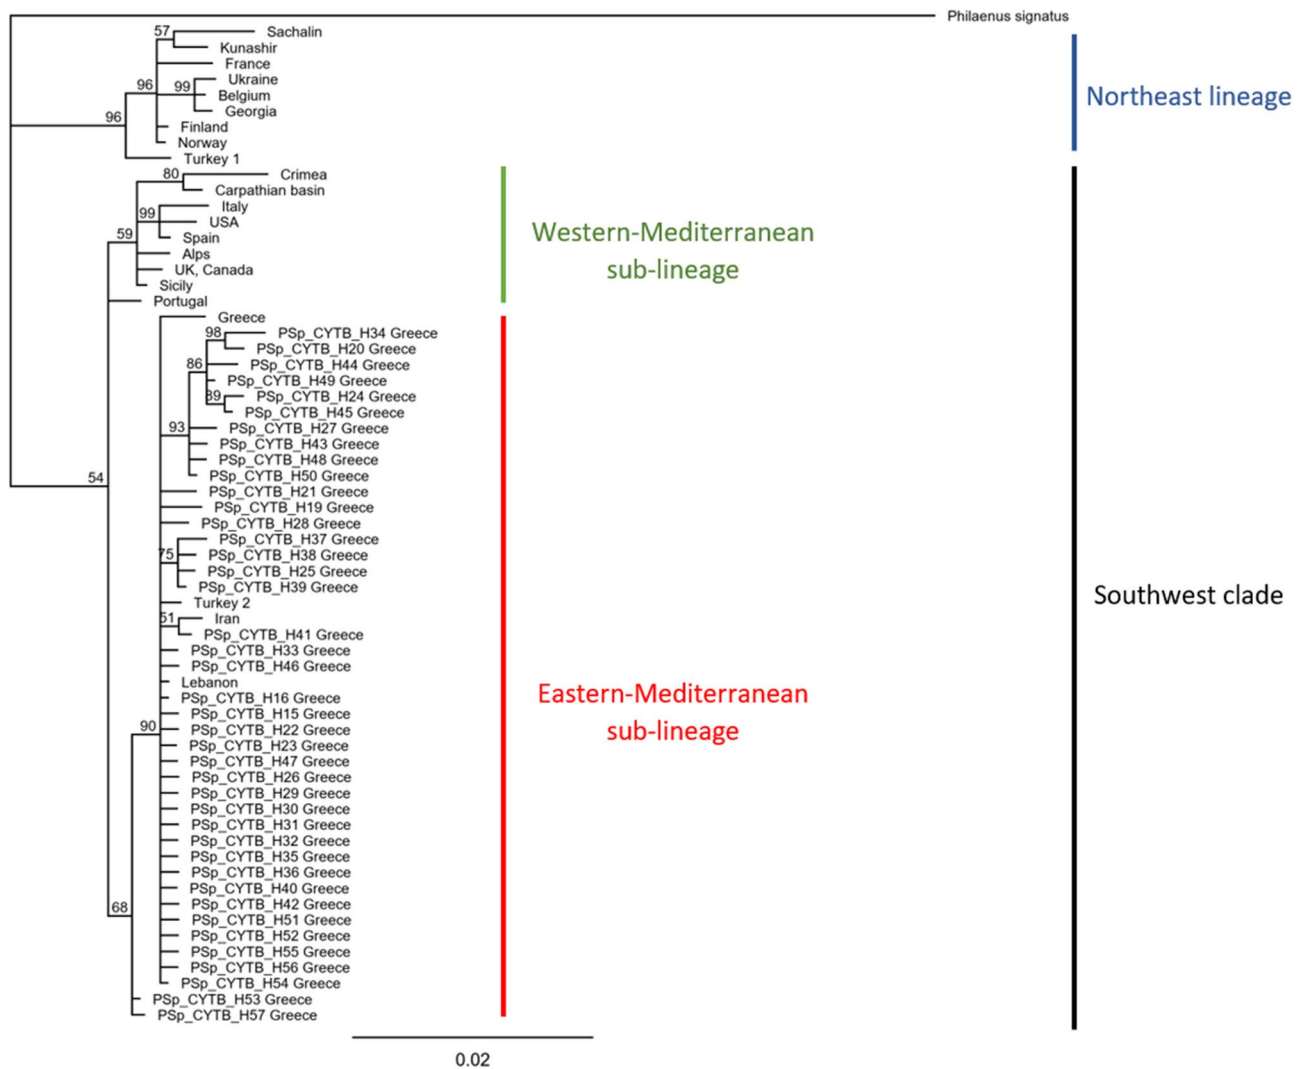 Philaenus signatus
57
Sachalin
Kunashir
France
96
99
Ukraine
Belgium
Georgia
Northeast lineage
96
Finland
Norway
Turkey 1
80
Crimea
Carpathian basin
Italy
99
USA
59
Spain
Western-Mediterranean
sub-lineage
Alps
UK, Canada
Sicily
Portugal
Greece
98
PSp_CYTB_H34 Greece
PSp_CYTB_H20 Greece
86
PSp_CYTB_H44 Greece
PSp_CYTB_H49 Greece
89
PSp_CYTB_H24 Greece
PSp_CYTB_H45 Greece
93
PSp_CYTB_H27 Greece
PSp_CYTB_H43 Greece
PSp_CYTB_H48 Greece
54
PSp_CYTB_H50 Greece
PSp_CYTB_H21 Greece
PSp_CYTB_H19 Greece
PSp_CYTB_H28 Greece
PSp_CYTB_H37 Greece
75
PSp_CYTB_H38 Greece
PSp_CYTB_H25 Greece
PSp_CYTB_H39 Greece
Southwest clade
Turkey 2
51
Iran
PSp_CYTB_H41 Greece
PSp_CYTB_H33 Greece
PSp_CYTB_H46 Greece
Lebanon
PSp_CYTB_H16 Greece
Eastern-Mediterranean
sub-lineage
PSp_CYTB_H15 Greece
90
PSp_CYTB_H22 Greece
PSp_CYTB_H23 Greece
PSp_CYTB_H47 Greece
PSp_CYTB_H26 Greece
PSp_CYTB_H29 Greece
PSp_CYTB_H30 Greece
PSp_CYTB_H31 Greece
PSp_CYTB_H32 Greece
PSp_CYTB_H35 Greece
PSp_CYTB_H36 Greece
PSp_CYTB_H40 Greece
PSp_CYTB_H42 Greece
68
PSp_CYTB_H51 Greece
PSp_CYTB_H52 Greece
PSp_CYTB_H55 Greece
PSp_CYTB_H56 Greece
PSp_CYTB_H54 Greece
PSp_CYTB_H53 Greece
PSp_CYTB_H57 Greece
0.02